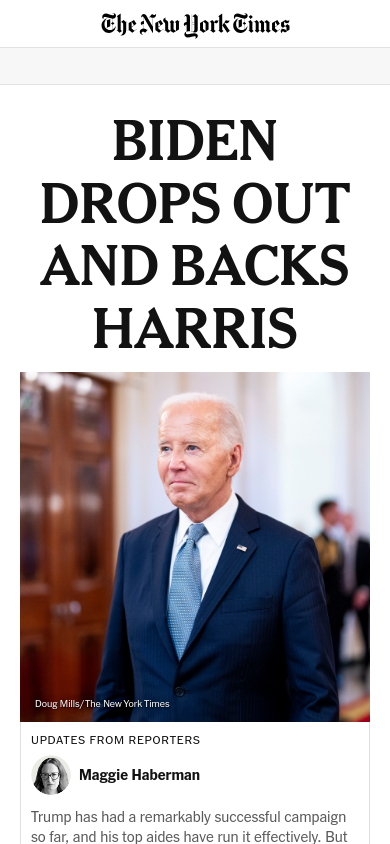 The New York Times
BIDEN
DROPS OUT
AND BACKS
HARRIS
Doug Mills/The New York Times
UPDATES FROM REPORTERS
Maggie Haberman
Trump has had a remarkably successful campaign
so far, and his top aides have run it effectively. But